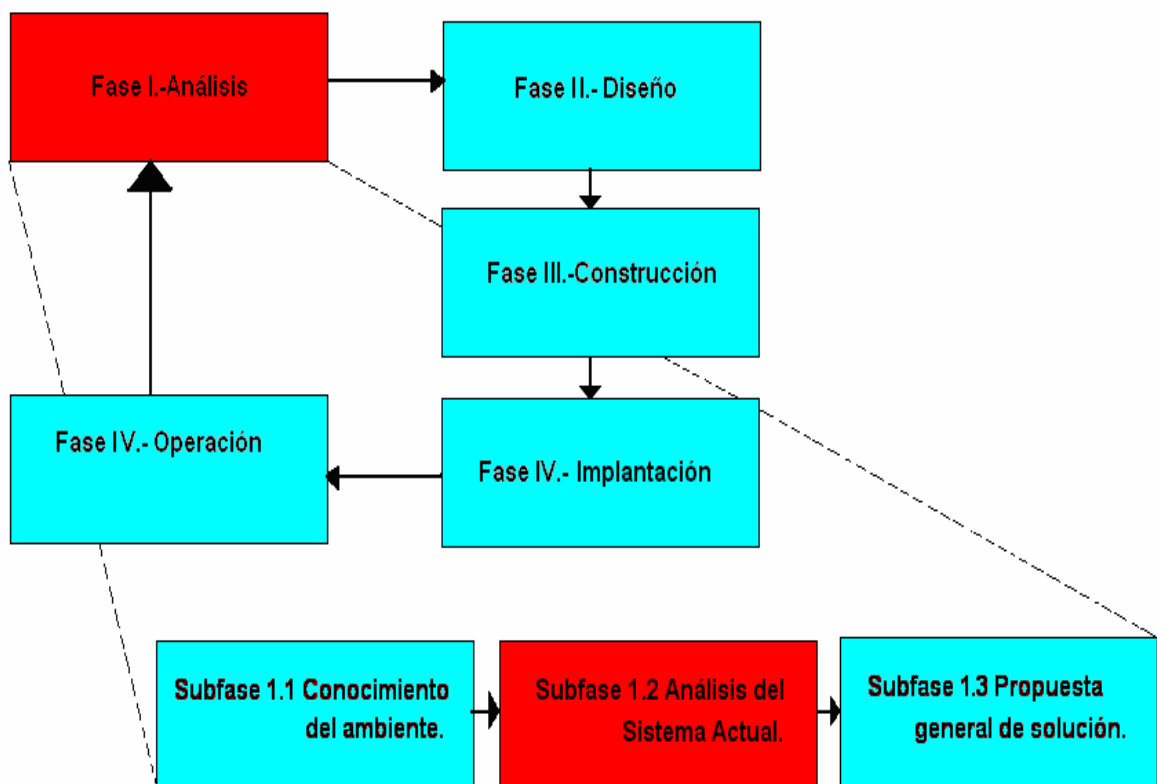 Fase I.-Análisis
Fase II.- Diseño
Fase III.-Construcción
Fase IV.- Operación
Fase IV.- Implantación
Subfase 1.1 Conocimiento
del ambiente.
Subfase 1.2 Análisis del
Sistema Actual.
Subfase 1.3 Propuesta
general de solución.